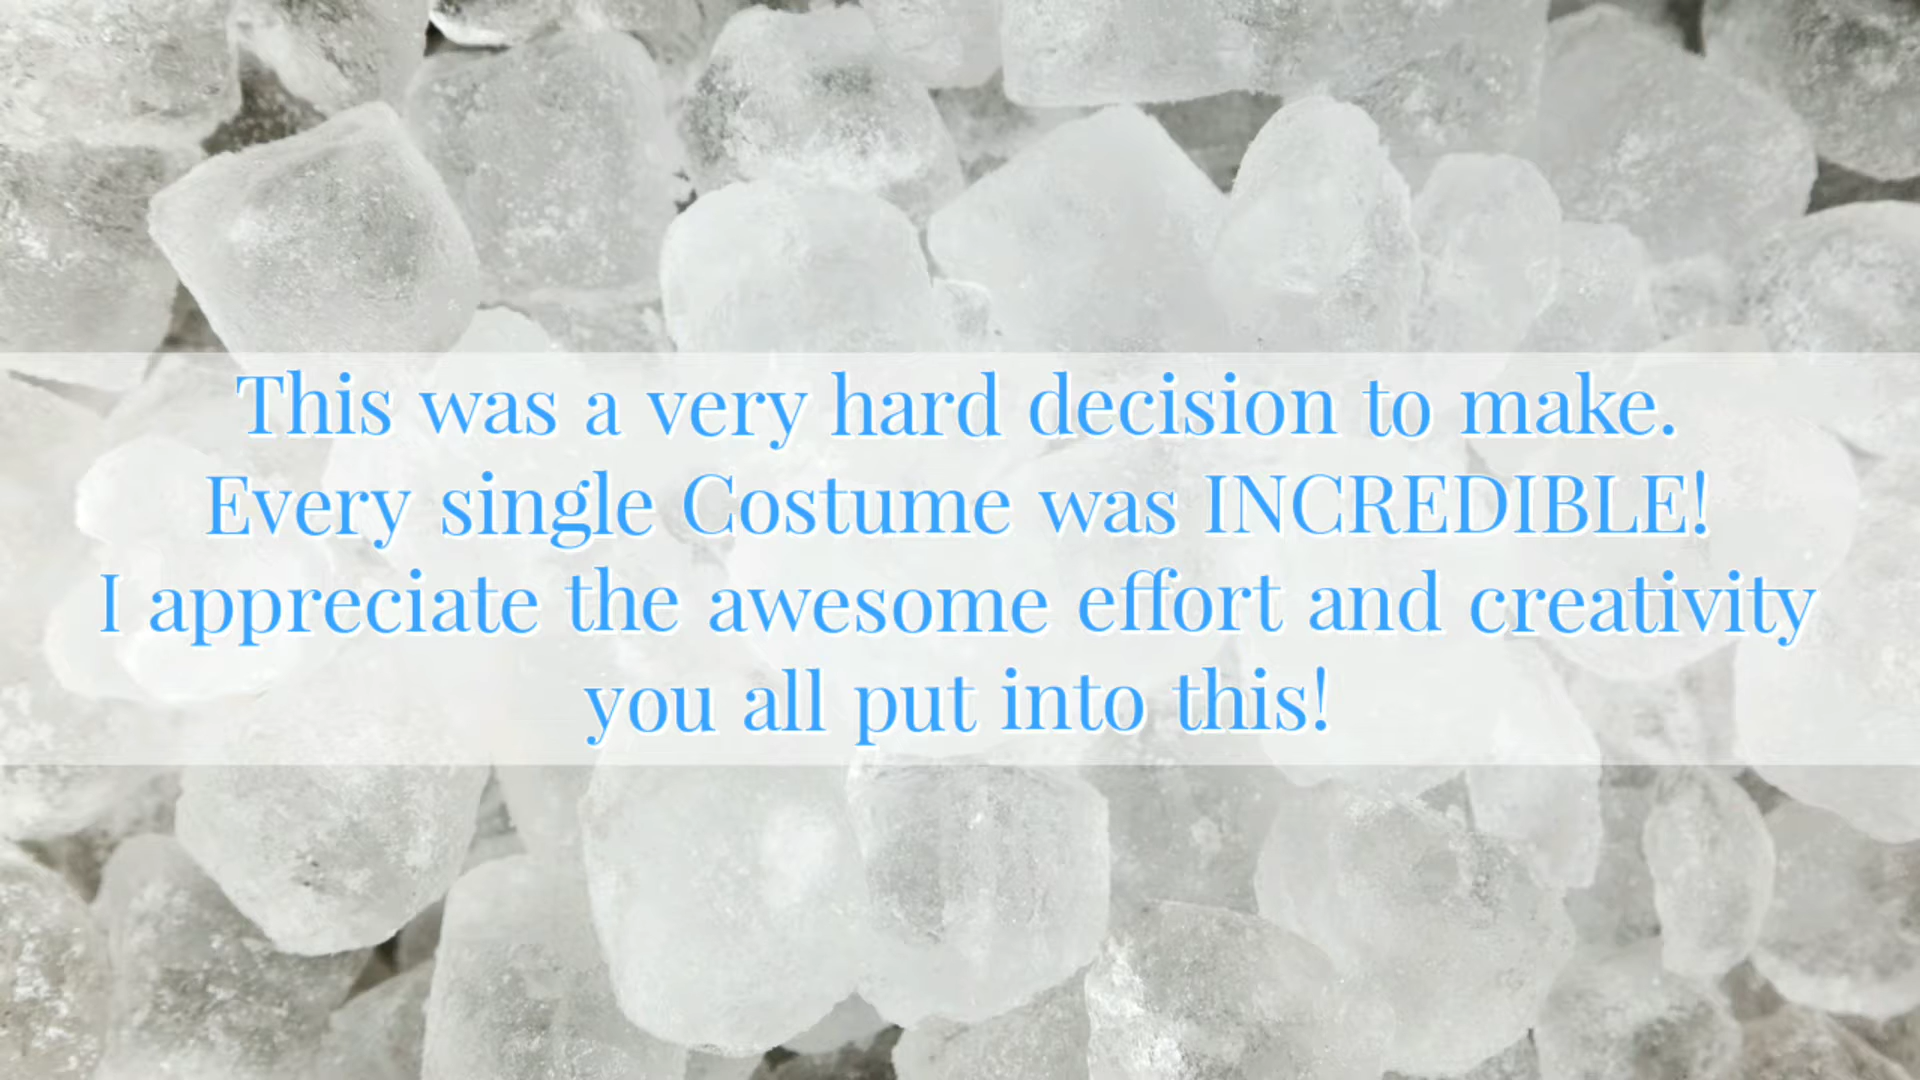 This was a very hard decision to make.
Every single Costume was INCREDIBLE!
I appreciate the awesome effort and creativity
you all put into this!